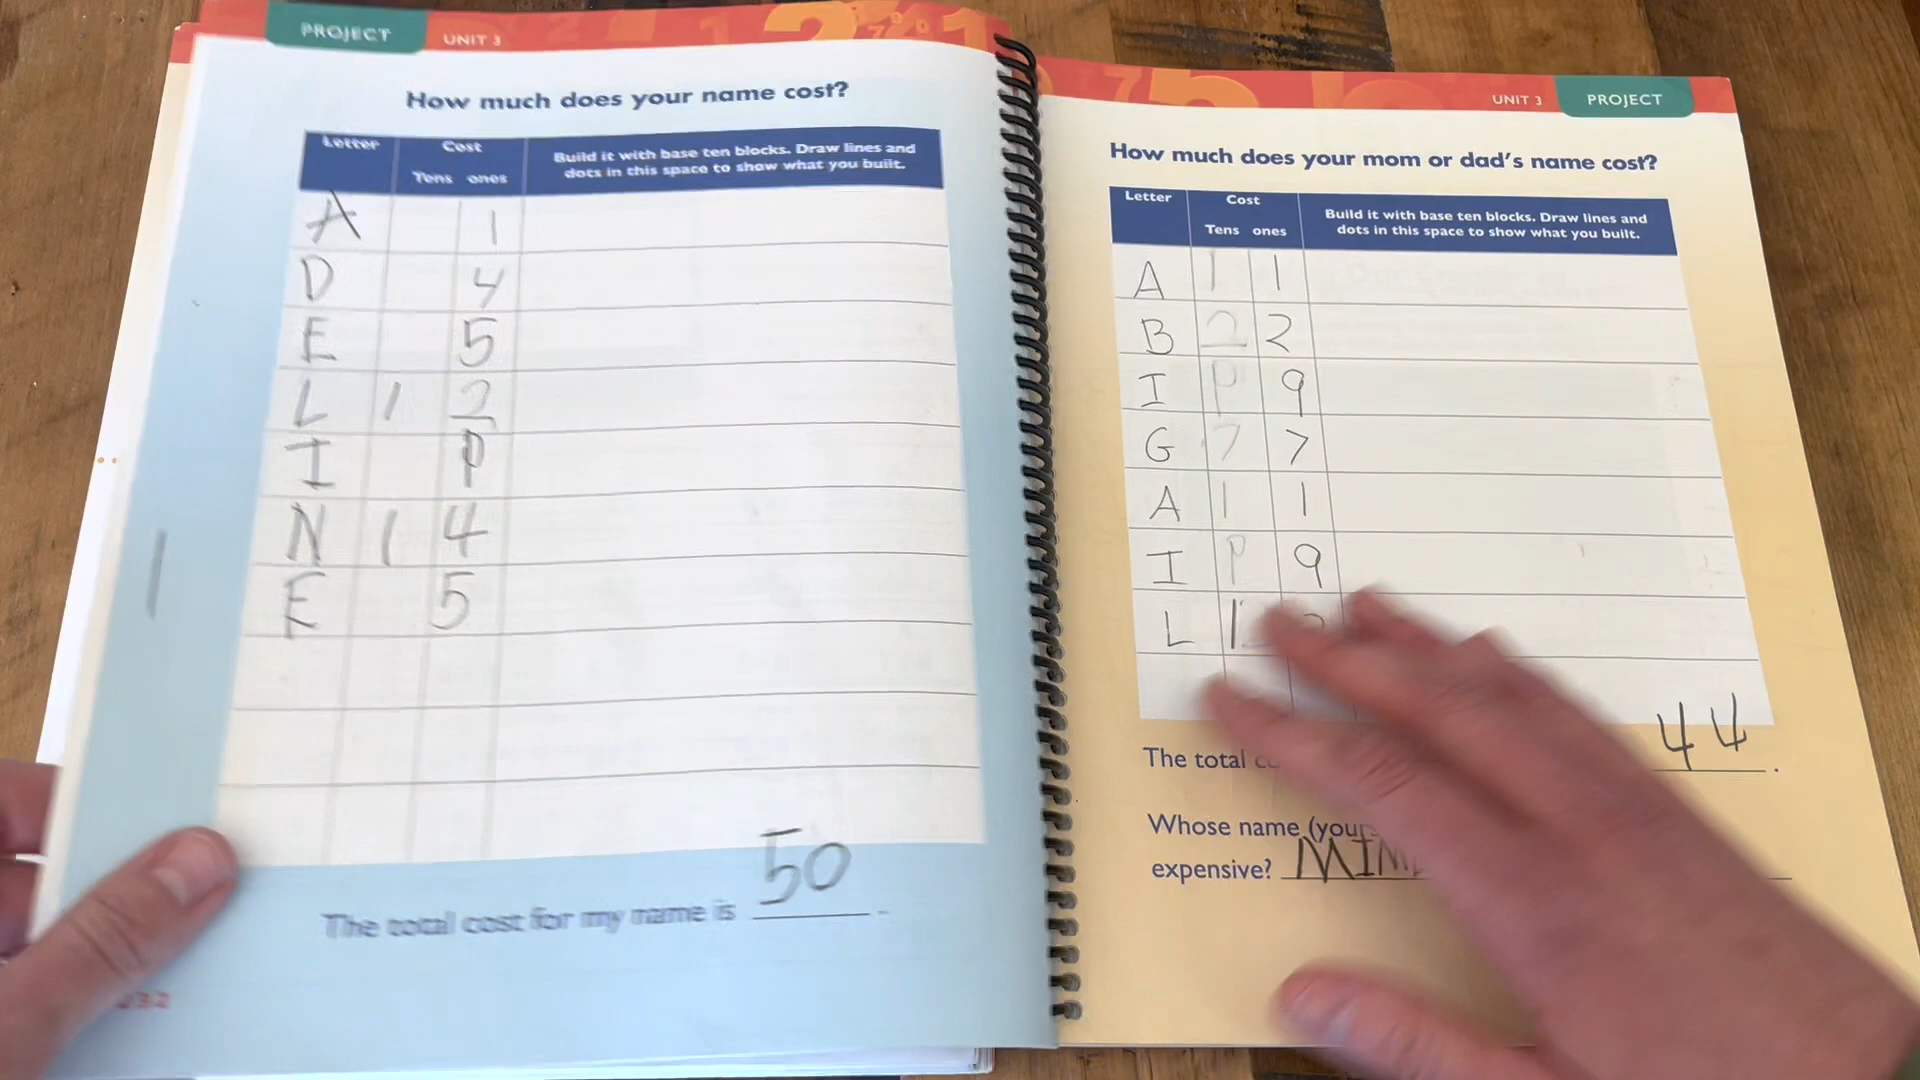 PROJECT UNIT 3
How much does your name cost?
Letter Cost Tens ones Build it with base ten blocks. Draw lines and dots in this space to show what you built.
A 1
D 4
E 5
L 1 2
I
N 1 4
E 5
The total cost for my name is 50.
UNIT 3 PROJECT
How much does your mom or dad's name cost?
Letter Cost Tens ones Build it with base ten blocks. Draw lines and dots in this space to show what you built.
A 1 1
B 2 2
I 9
G 7 7
A 1 1
I 9
L 1
The total 44.
Whose name
expensive?